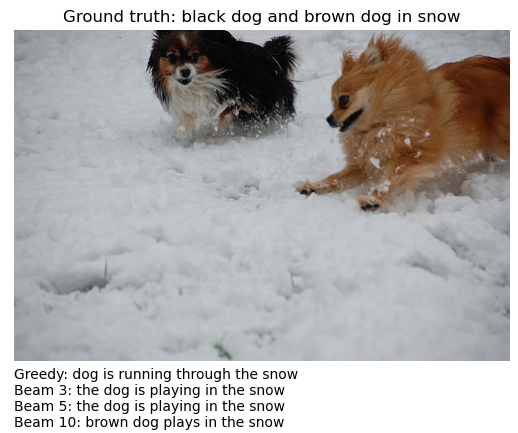 Ground truth: black dog and brown dog in snow
Greedy: dog is running through the snow
Beam 3: the dog is playing in the snow
Beam 5: the dog is playing in the snow
Beam 10: brown dog plays in the snow